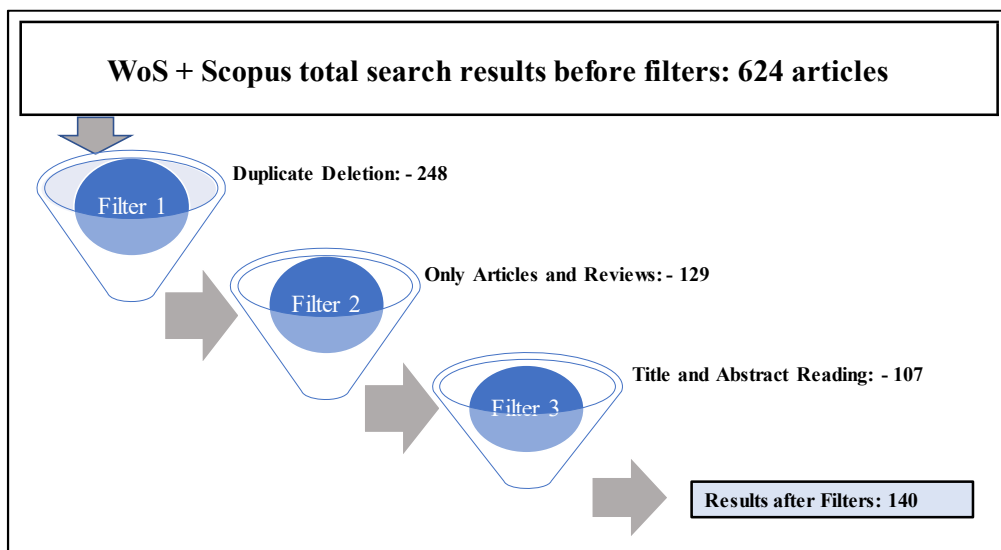 WoS + Scopus total search results before filters: 624 articles
Duplicate Deletion: - 248
Filter 1
Only Articles and Reviews: - 129
Filter 2
Title and Abstract Reading: - 107
Filter 3
Results after Filters: 140